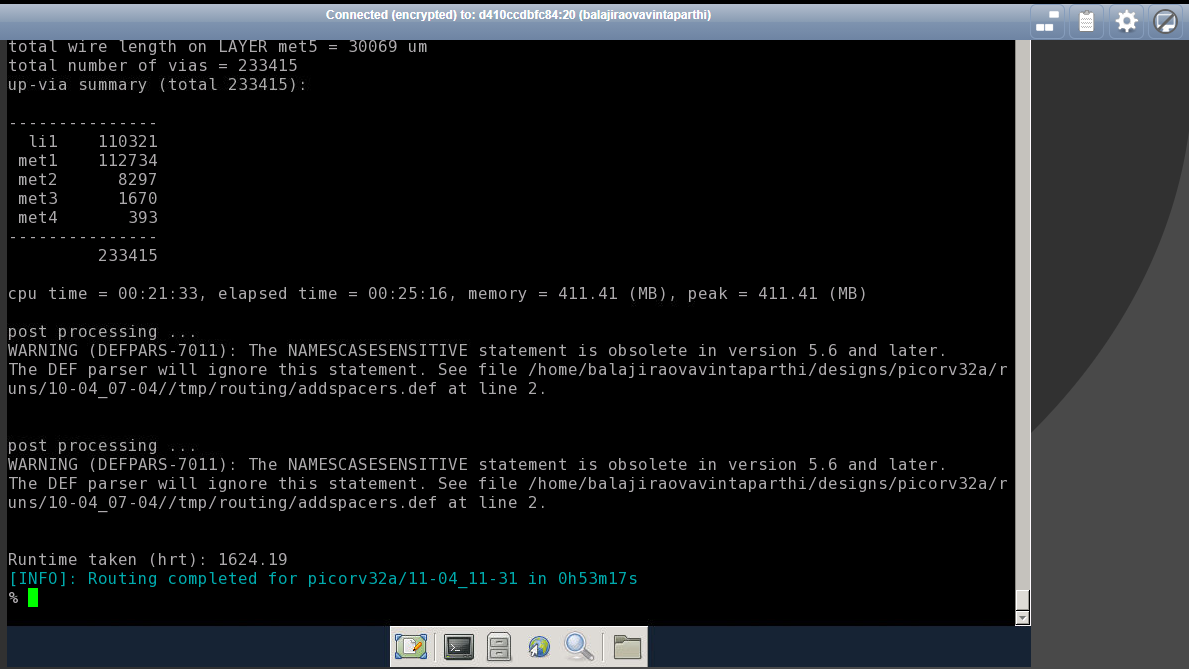 Connected (encrypted) to: d410ccdbfc84:20 (balajiraovavintaparthi)
total wire length on LAYER met5 = 30069 um
total number of vias = 233415
up-via summary (total 233415):
---------------
li1 110321
met1 112734
met2 8297
met3 1670
met4 393
---------------
233415
cpu time = 00:21:33, elapsed time = 00:25:16, memory = 411.41 (MB), peak = 411.41 (MB)
post processing ...
WARNING (DEFPARS-7011): The NAMESCASESENSITIVE statement is obsolete in version 5.6 and later.
The DEF parser will ignore this statement. See file /home/balajiraovavintaparthi/designs/picorv32a/r
uns/10-04_07-04//tmp/routing/addspacers.def at line 2.
post processing ...
WARNING (DEFPARS-7011): The NAMESCASESENSITIVE statement is obsolete in version 5.6 and later.
The DEF parser will ignore this statement. See file /home/balajiraovavintaparthi/designs/picorv32a/r
uns/10-04_07-04//tmp/routing/addspacers.def at line 2.
Runtime taken (hrt): 1624.19
[INFO]: Routing completed for picorv32a/11-04_11-31 in 0h53m17s
%